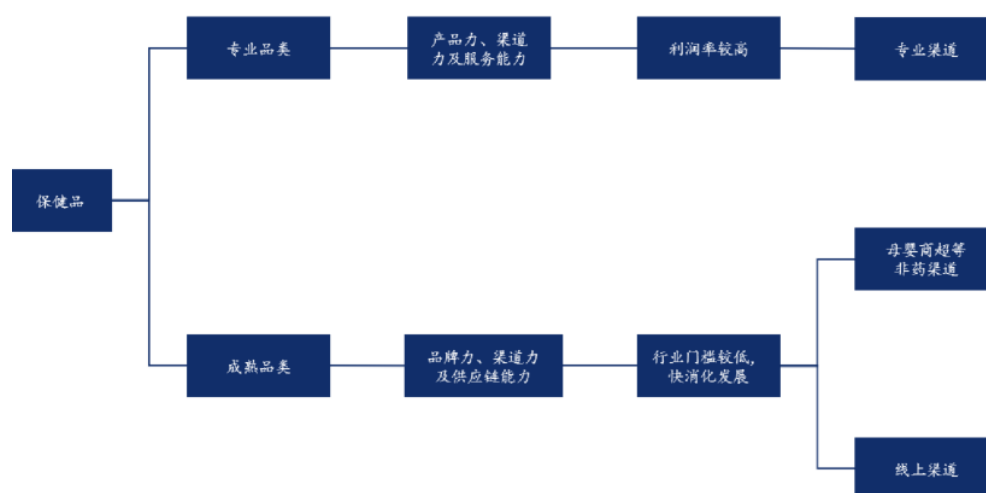 专业品类
产品力、渠道
力及服务能力
利润率较高
专业渠道
保健品
母婴商超等
非药渠道
成熟品类
品牌力、渠道力
及供应链能力
行业门槛较低,
快消化发展
线上渠道